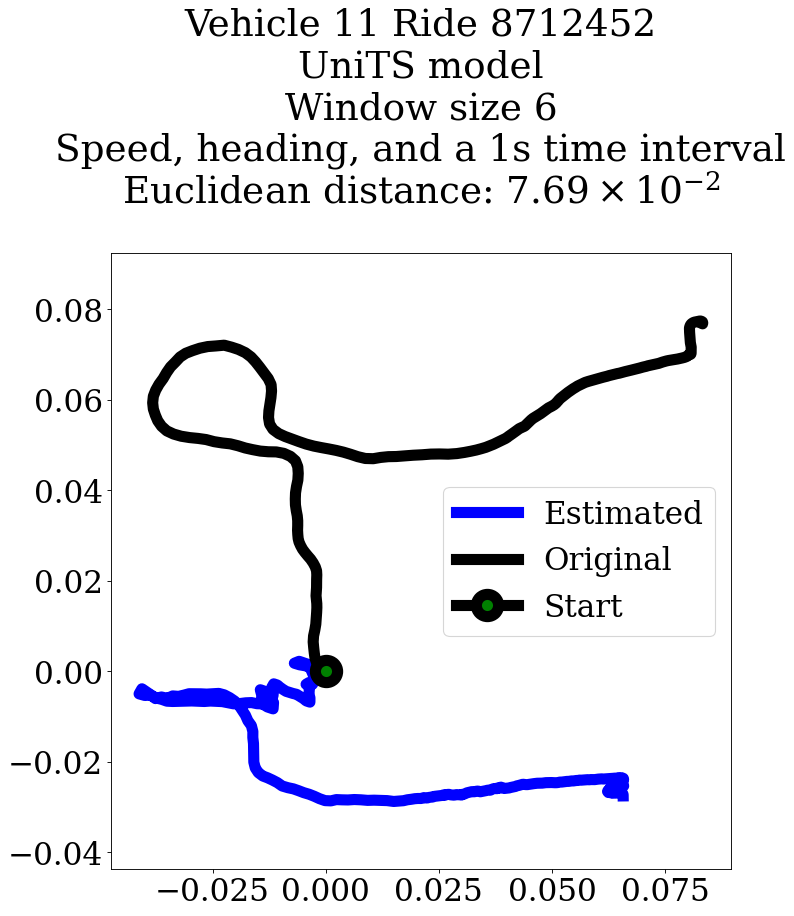 Vehicle 11 Ride 8712452
UniTS model
Window size 6
Speed, heading, and a 1s time interval
Euclidean distance: 7.69 × 10⁻²
0.08
0.06
0.04
0.02
0.00
−0.02
−0.04
Estimated
Original
Start
−0.025 0.000 0.025 0.050 0.075